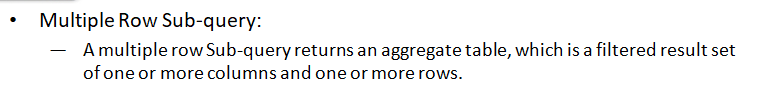 • Multiple Row Sub-query:
— A multiple row Sub-query returns an aggregate table, which is a filtered result set
of one or more columns and one or more rows.